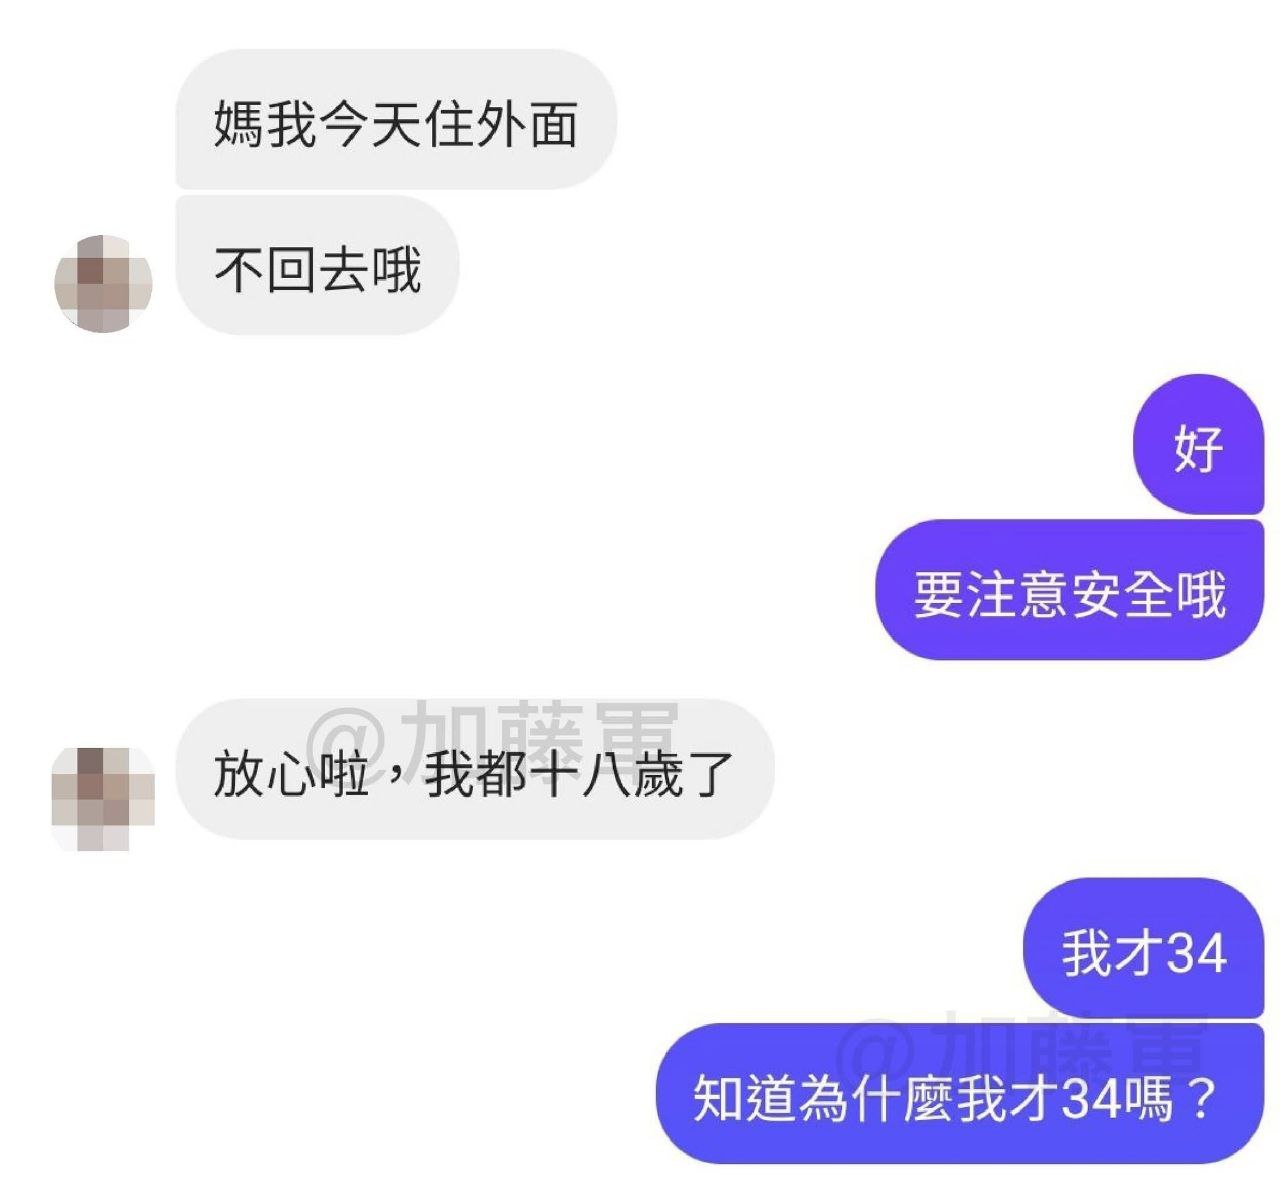 媽我今天住外面
不回去哦
好
要注意安全哦
@加藤軍
放心啦，我都十八歲了
我才34
@加藤軍
知道為什麼我才34嗎？